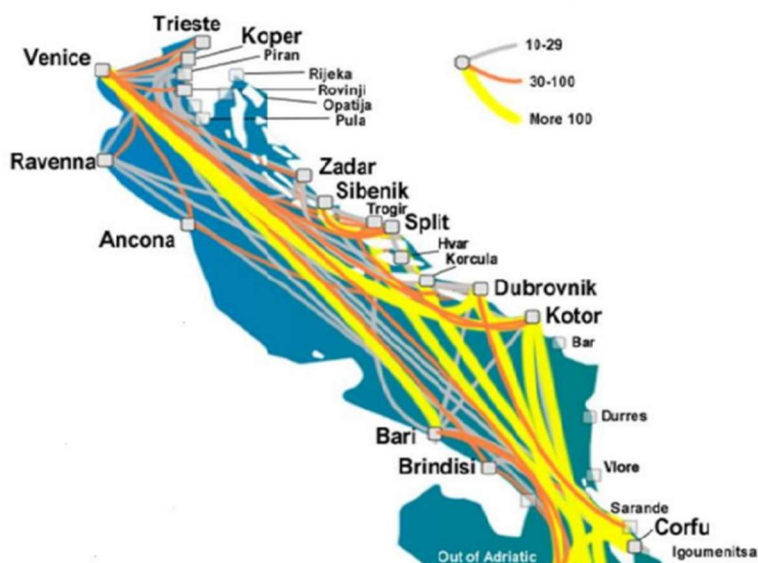 Trieste
Koper
Venice
Piran
Rijeka
Rovinji
Opatija
Pula
10-29
30-100
More 100
Ravenna
Zadar
Sibenik
Trogir
Split
Ancona
Hvar
Korcula
Dubrovnik
Kotor
Bar
Durres
Bari
Brindisi
Vlore
Sarande
Corfu
Igoumenitsa
Out of Adriatic